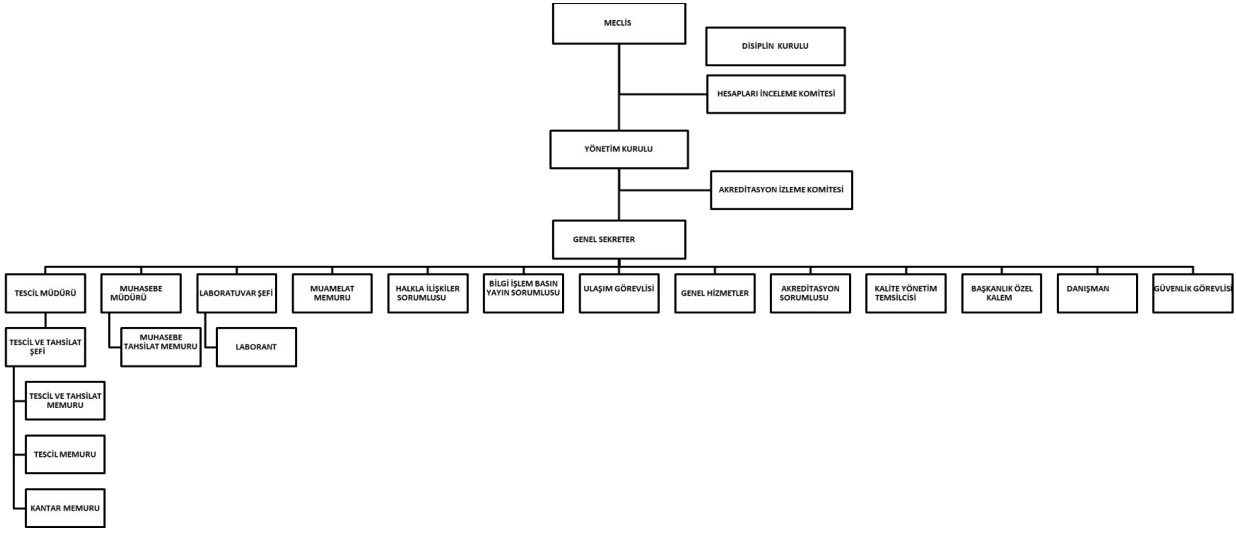 MECLİS
DİSİPLİN KURULU
HESAPLARI İNCELEME KOMİTESİ
YÖNETİM KURULU
AKREDİTASYON İZLEME KOMİTESİ
GENEL SEKRETER
TESCİL MÜDÜRÜ
MUHASEBE
MÜDÜRÜ
LABORATUVAR ŞEFİ
MUAMELAT
MEMURU
HALKLA İLİŞKİLER
SORUMLUSU
BİLGİ İŞLEM BASIN
YAYIN SORUMLUSU
ULAŞIM GÖREVLİSİ
GENEL HİZMETLER
AKREDİTASYON
SORUMLUSU
KALİTE YÖNETİM
TEMSİLCİSİ
BAŞKANLIK ÖZEL
KALEM
DANIŞMAN
GÜVENLİK GÖREVLİSİ
TESCİL VE TAHSİLAT
ŞEFİ
MUHASEBE
TAHSİLAT MEMURU
LABORANT
TESCİL VE TAHSİLAT
MEMURU
TESCİL MEMURU
KANTAR MEMURU